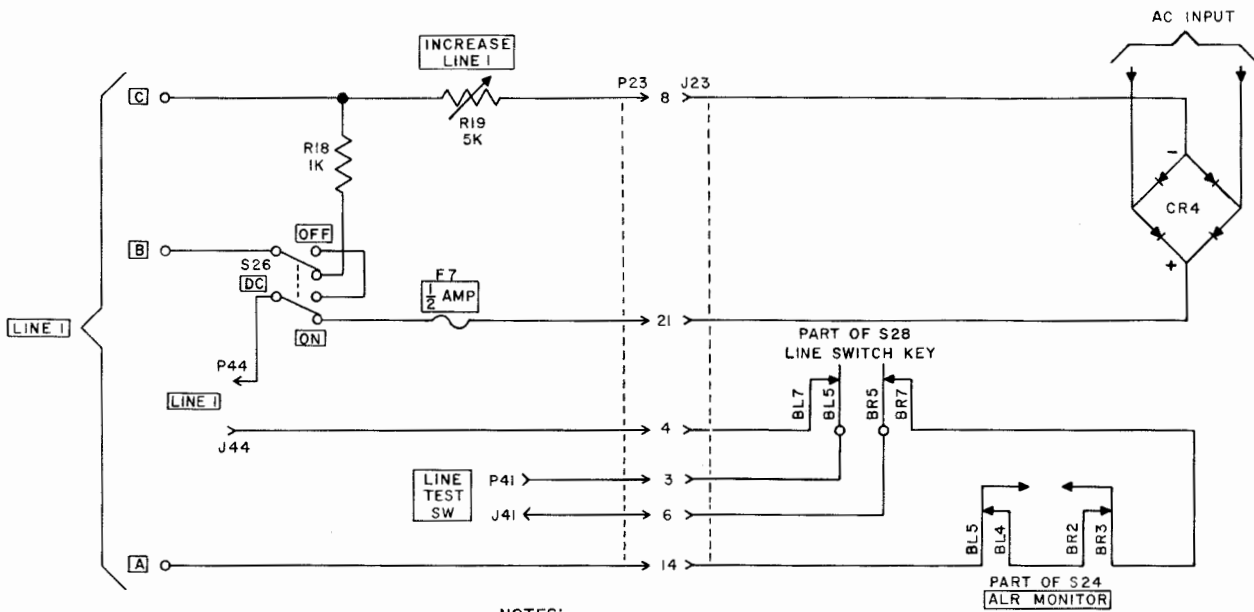 AC INPUT
INCREASE
LINE 1
C
P23
8
J23
R19
5K
R18
1K
-
CR4
+
B
OFF
S26
DC
F7
1/2 AMP
ON
21
LINE 1
PART OF S28
LINE SWITCH KEY
P44
LINE 1
BL7
BL5
BR5
BR7
J44
4
LINE
TEST
SW
P41
3
J41
6
BL5
BL4
BR2
BR3
A
14
PART OF S24
ALR MONITOR